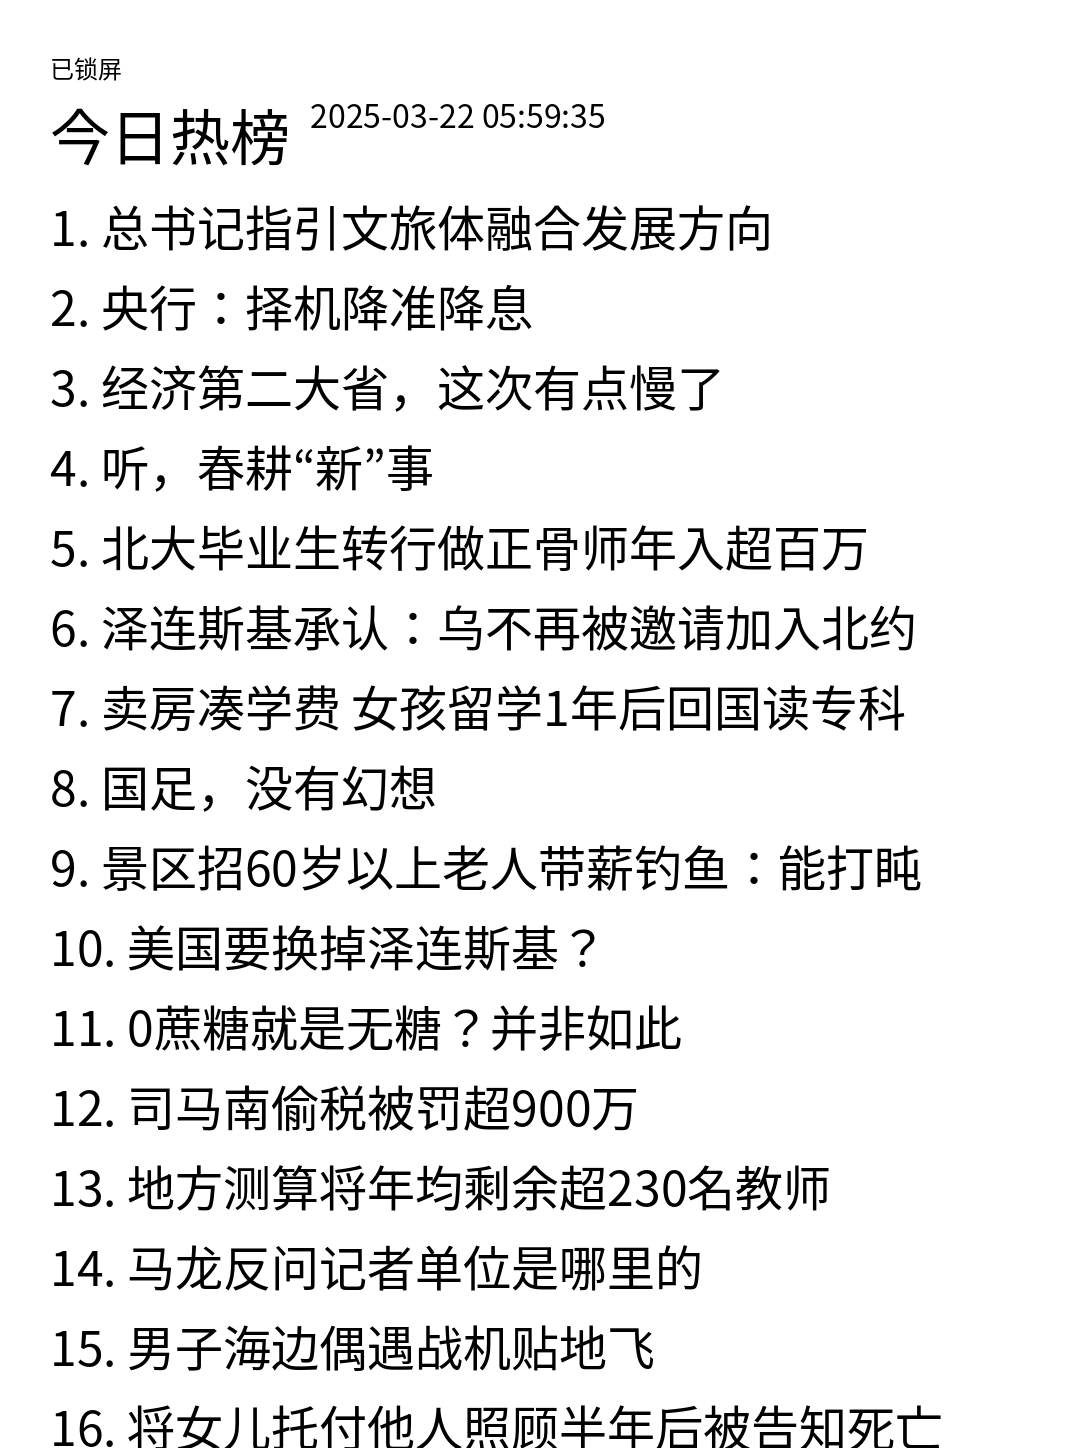 已锁屏
今日热榜 2025-03-22 05:59:35
1. 总书记指引文旅体融合发展方向
2. 央行：择机降准降息
3. 经济第二大省，这次有点慢了
4. 听，春耕“新”事
5. 北大毕业生转行做正骨师年入超百万
6. 泽连斯基承认：乌不再被邀请加入北约
7. 卖房凑学费 女孩留学1年后回国读专科
8. 国足，没有幻想
9. 景区招60岁以上老人带薪钓鱼：能打盹
10. 美国要换掉泽连斯基？
11. 0蔗糖就是无糖？并非如此
12. 司马南偷税被罚超900万
13. 地方测算将年均剩余超230名教师
14. 马龙反问记者单位是哪里的
15. 男子海边偶遇战机贴地飞
16. 将女儿托付他人照顾半年后被告知死亡